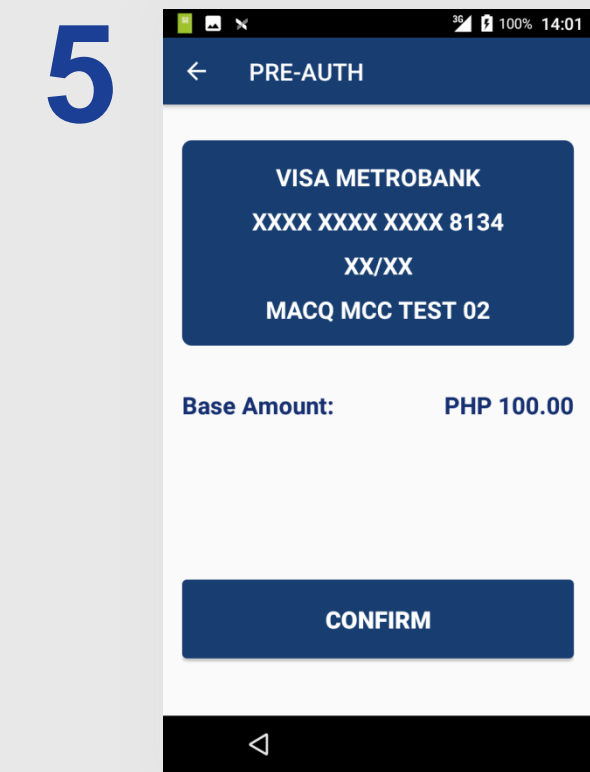 5
3G 100% 14:01
PRE-AUTH
VISA METROBANK
XXXX XXXX XXXX 8134
XX/XX
MACQ MCC TEST 02
Base Amount: PHP 100.00
CONFIRM